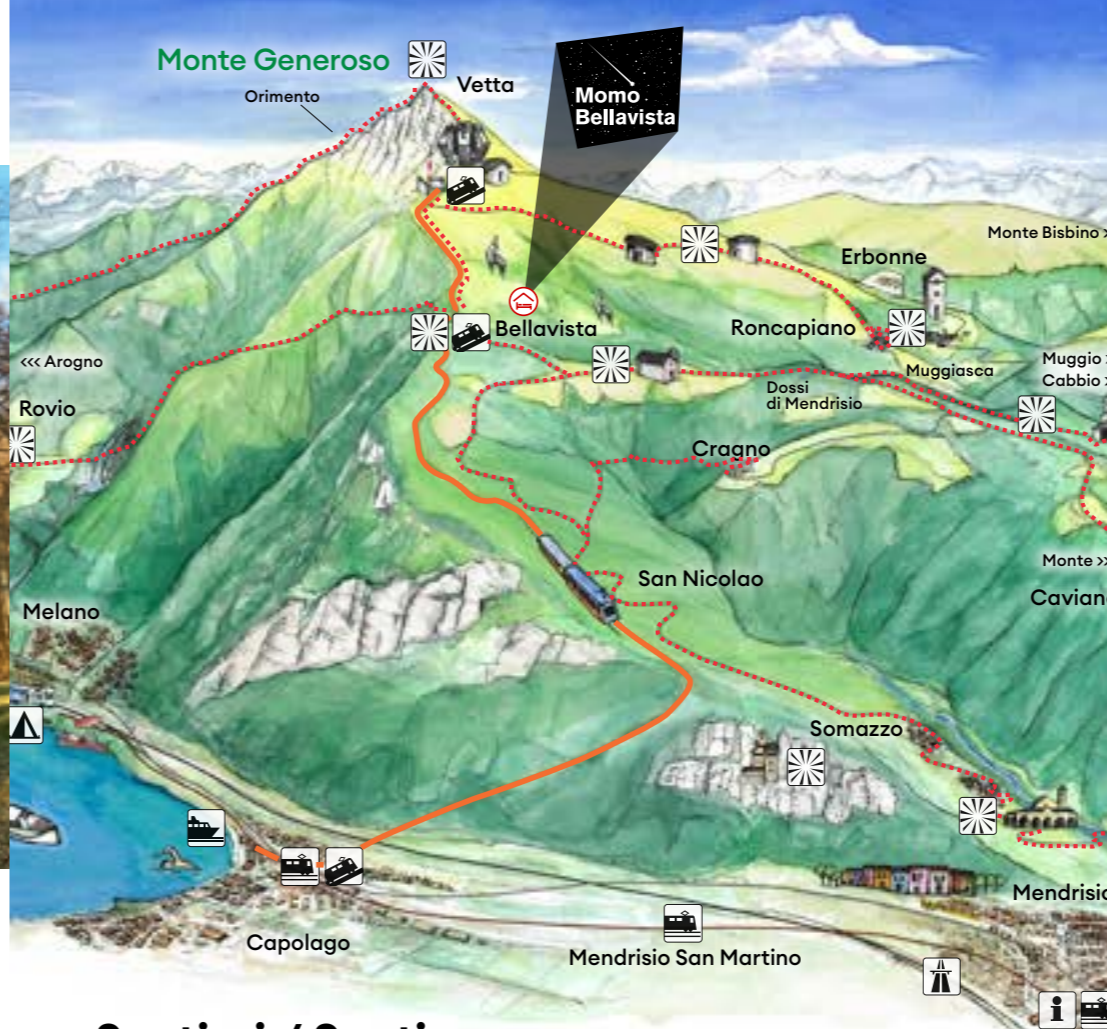 Monte Generoso
Vetta
Orimento
Momo
Bellavista
Monte Bisbino
Erbonne
Bellavista
Roncapiano
<<< Arogno
Muggiasca
Muggio
Cabbio
Dossi
di Mendrisio
Rovio
Cragno
Monte >>
San Nicolao
Melano
Somazzo
Mendrisio
Capolago
Mendrisio San Martino
i